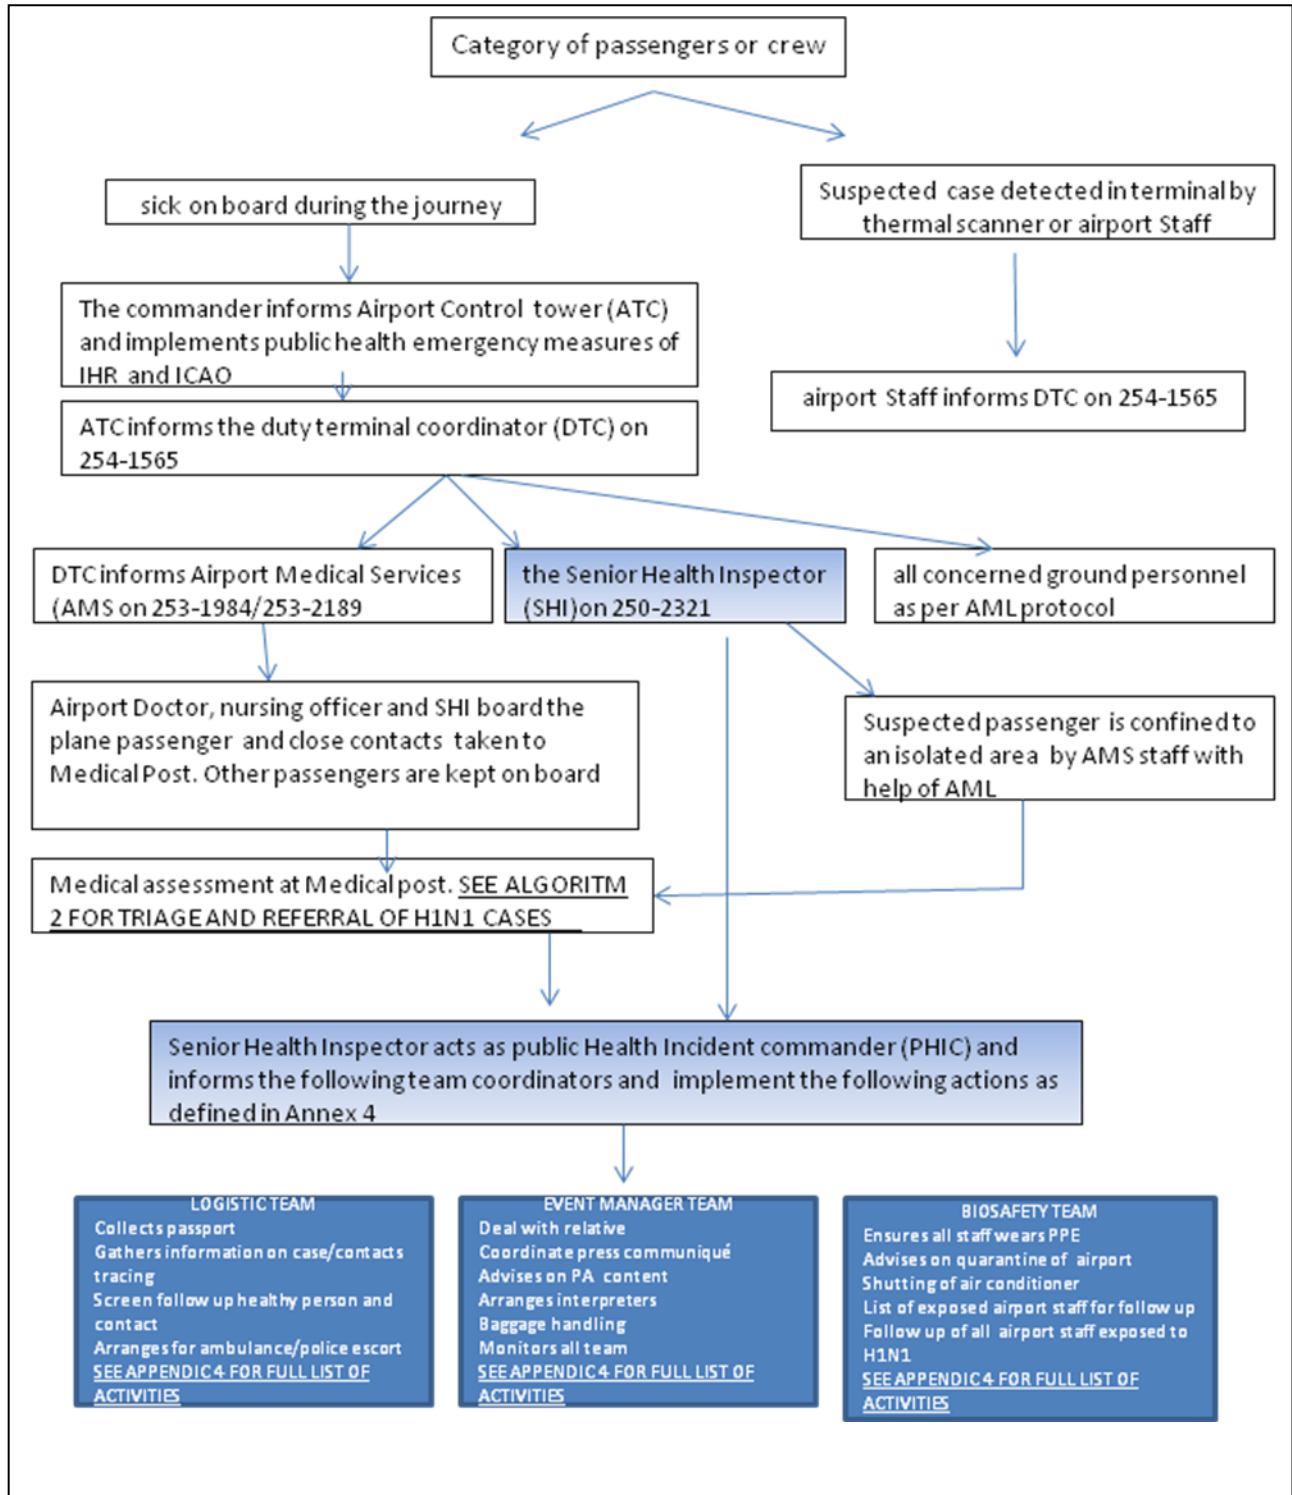 Category of passengers or crew
sick on board during the journey
Suspected case detected in terminal by
thermal scanner or airport Staff
The commander informs Airport Control tower (ATC)
and implements public health emergency measures of
IHR and ICAO
airport Staff informs DTC on 254-1565
ATC informs the duty terminal coordinator (DTC) on
254-1565
DTC informs Airport Medical Services
(AMS on 253-1984/253-2189
the Senior Health Inspector
(SHI)on 250-2321
all concerned ground personnel
as per AML protocol
Airport Doctor, nursing officer and SHI board the
plane passenger and close contacts taken to
Medical Post. Other passengers are kept on board
Suspected passenger is confined to
an isolated area by AMS staff with
help of AML
Medical assessment at Medical post. SEE ALGORITM
2 FOR TRIAGE AND REFERRAL OF H1N1 CASES
Senior Health Inspector acts as public Health Incident commander (PHIC) and
informs the following team coordinators and implement the following actions as
defined in Annex 4
LOGISTIC TEAM
Collects passport
Gathers information on case/contacts
tracing
Screen follow up healthy person and
contact
Arranges for ambulance/police escort
SEE APPENDIC 4 FOR FULL LIST OF
ACTIVITIES
EVENT MANAGER TEAM
Deal with relative
Coordinate press communiqué
Advises on PA content
Arranges interpreters
Baggage handling
Monitors all team
SEE APPENDIC 4 FOR FULL LIST OF
ACTIVITIES
BIOSAFETY TEAM
Ensures all staff wears PPE
Advises on quarantine of airport
Shutting of air conditioner
List of exposed airport staff for follow up
Follow up of all airport staff exposed to
H1N1
SEE APPENDIC 4 FOR FULL LIST OF
ACTIVITIES